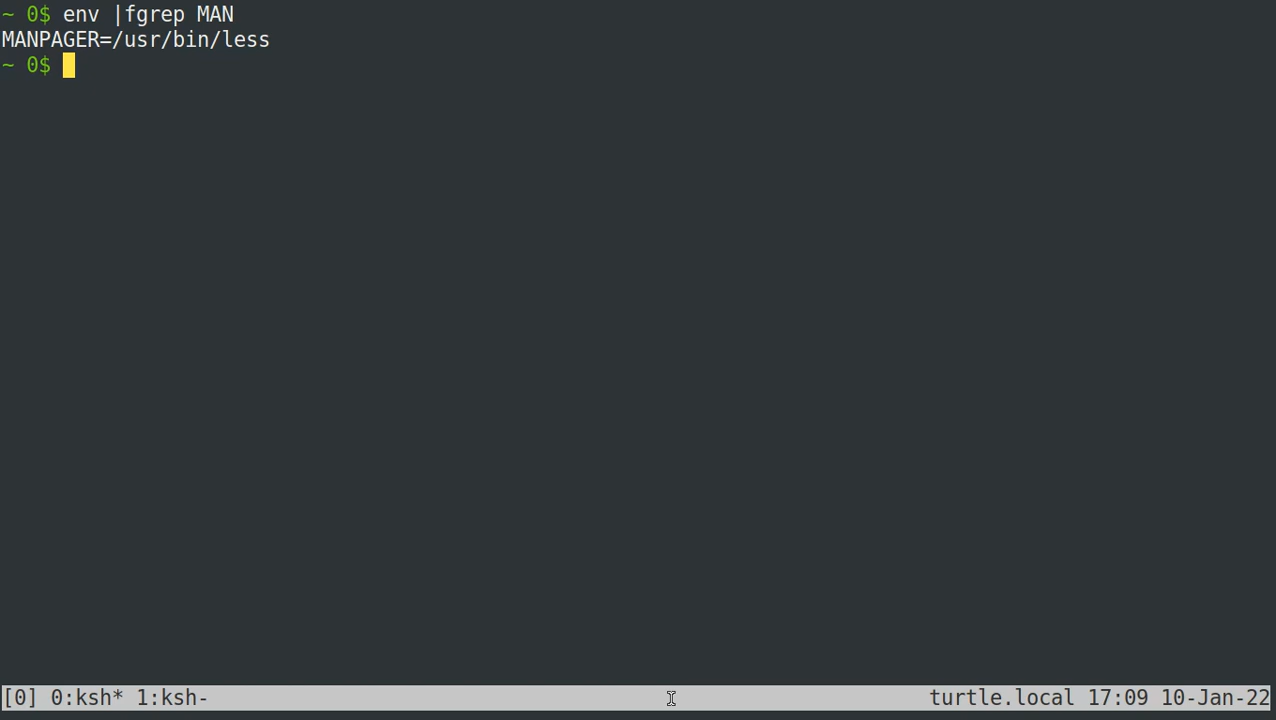 ~ 0$ env |fgrep MAN
MANPAGER=/usr/bin/less
~ 0$
[0] 0:ksh* 1:ksh- turtle.local 17:09 10-Jan-22